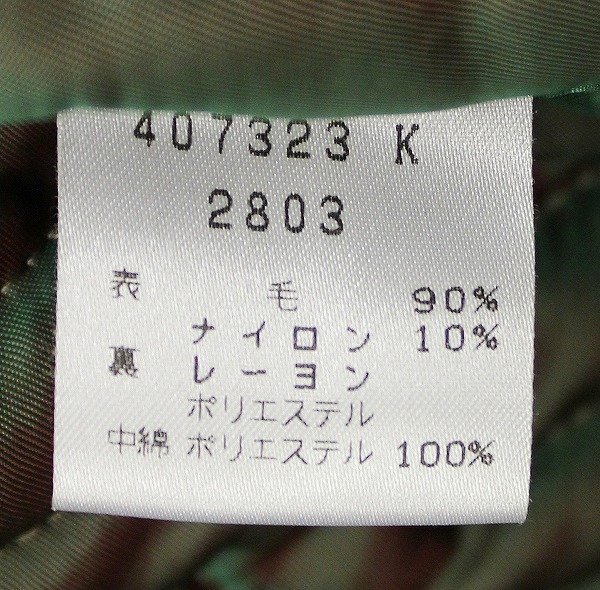 407323 K
2803
表 毛 90%
ナイロン 10%
裏 レーヨン
ポリエステル
中綿 ポリエステル 100%